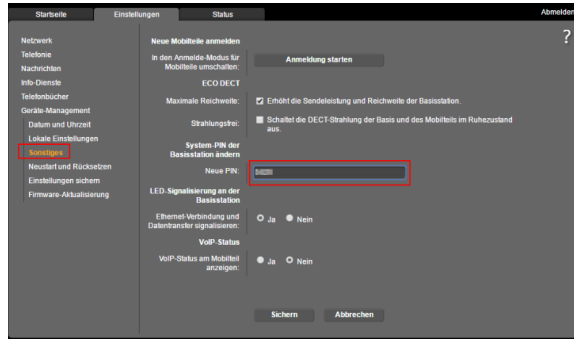 Startseite
Einstellungen
Status
Abmelden
?
Netzwerk
Telefonie
Nachrichten
Info-Dienste
Telefonbücher
Geräte-Management
Datum und Uhrzeit
Lokale Einstellungen
Sonstiges
Neustart und Rücksetzen
Einstellungen sichern
Firmware-Aktualisierung
Neue Mobilteile anmelden
In den Anmelde-Modus für
Mobilteile umschalten:
Anmeldung starten
ECO DECT
Maximale Reichweite:
Erhöht die Sendeleistung und Reichweite der Basisstation.
Strahlungsfrei:
Schaltet die DECT-Strahlung der Basis und des Mobilteils im Ruhezustand
aus.
System-PIN der
Basisstation ändern
Neue PIN:
LED-Signalisierung an der
Basisstation
Ethernet-Verbindung und
Datentransfer signalisieren:
Ja Nein
VoIP-Status
VoIP-Status am Mobilteil
anzeigen:
Ja Nein
Sichern
Abbrechen